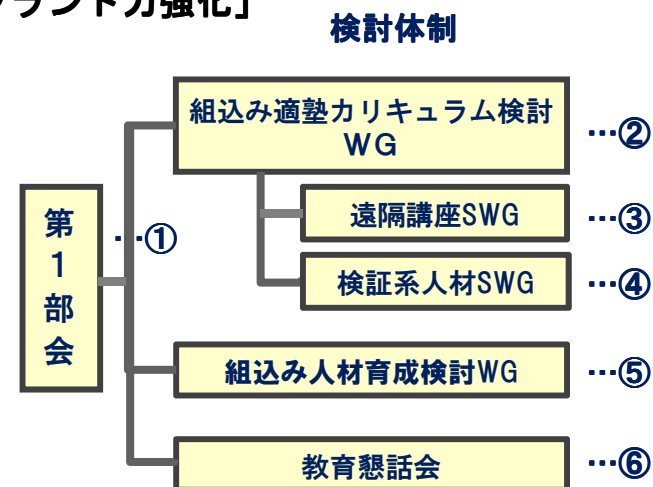 ブランド力強化」
検討体制
組込み適塾カリキュラム検討
WG
…②
遠隔講座SWG
…③
第
1
部
会
…①
検証系人材SWG
…④
組込み人材育成検討WG
…⑤
教育懇話会
…⑥